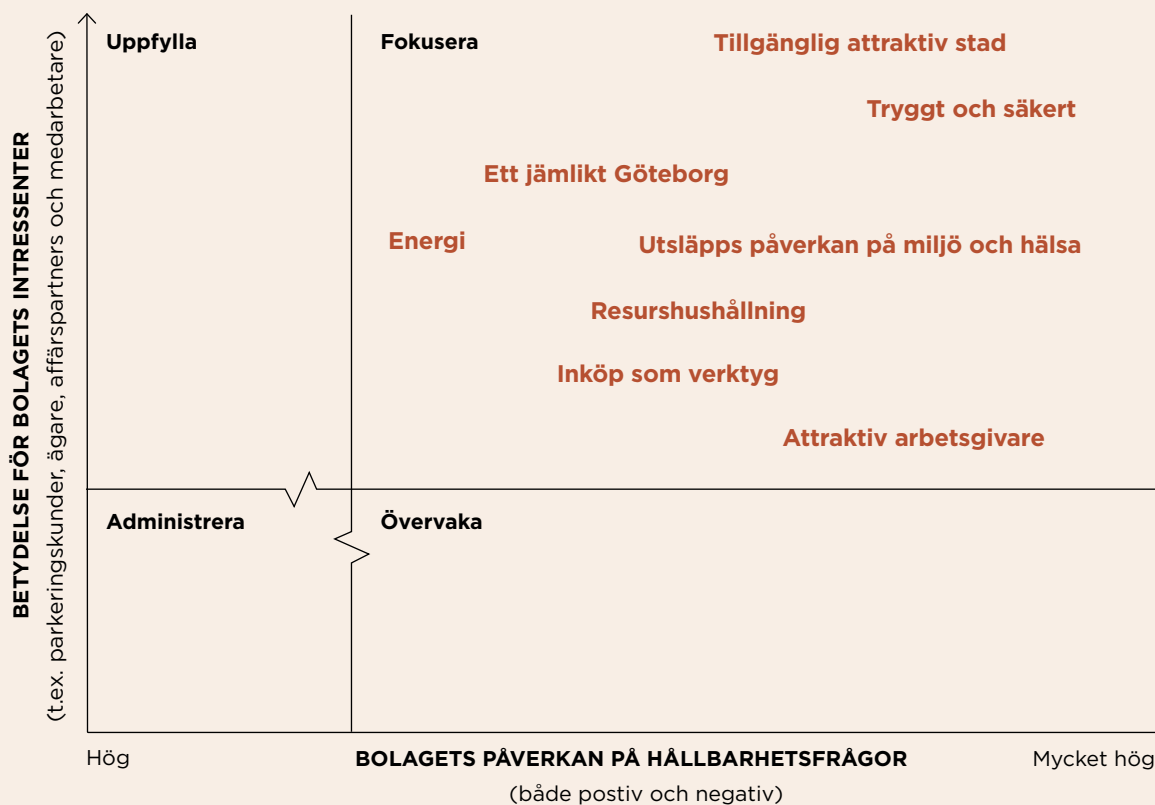 BETYDELSE FÖR BOLAGETS INTRESSENTER
(t.ex. parkeringskunder, ägare, affärspartners och medarbetare)
Uppfylla
Fokusera
Tillgänglig attraktiv stad
Tryggt och säkert
Ett jämlikt Göteborg
Energi
Utsläpps påverkan på miljö och hälsa
Resurshushållning
Inköp som verktyg
Attraktiv arbetsgivare
Administrera
Övervaka
Hög
BOLAGETS PÅVERKAN PÅ HÅLLBARHETSFRÅGOR
Mycket hög
(både postiv och negativ)